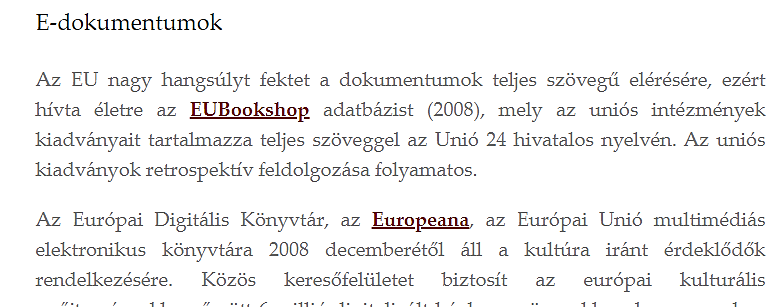 E-dokumentumok
Az EU nagy hangsúlyt fektet a dokumentumok teljes szövegű elérésére, ezért
hívta életre az EUBookshop adatbázist (2008), mely az uniós intézmények
kiadványait tartalmazza teljes szöveggel az Unió 24 hivatalos nyelvén. Az uniós
kiadványok retrospektív feldolgozása folyamatos.
Az Európai Digitális Könyvtár, az Europeana, az Európai Unió multimédiás
elektronikus könyvtára 2008 decemberétől áll a kultúra iránt érdeklődők
rendelkezésére. Közös keresőfelületet biztosít az európai kulturális